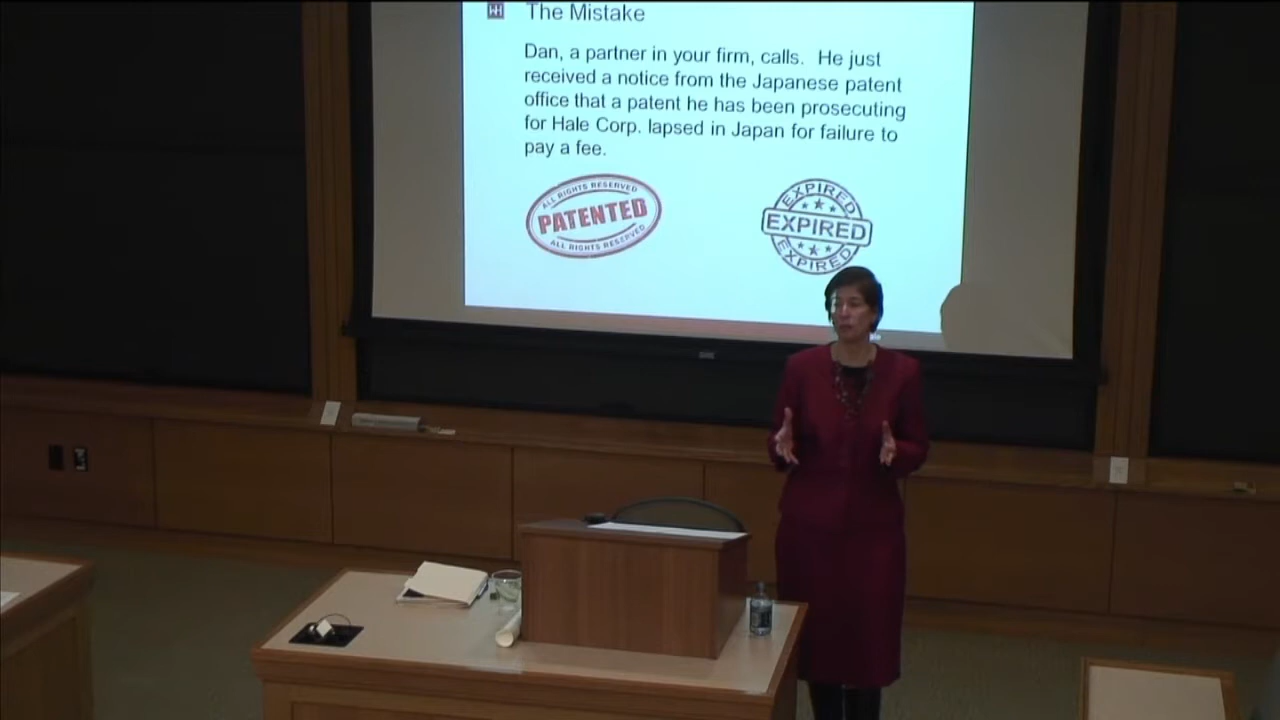 The Mistake
Dan, a partner in your firm, calls. He just
received a notice from the Japanese patent
office that a patent he has been prosecuting
for Hale Corp. lapsed in Japan for failure to
pay a fee.
ALL RIGHTS RESERVED
PATENTED
ALL RIGHTS RESERVED
EXPIRED
EXPIRED
EXPIRED